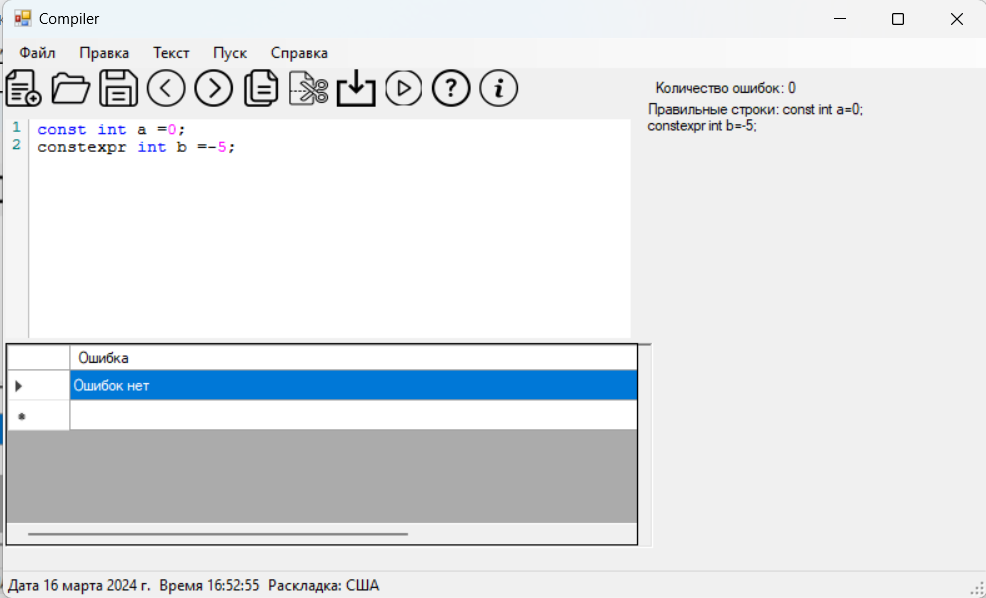 Compiler
Файл Правка Текст Пуск Справка
Количество ошибок: 0
Правильные строки: const int a=0;
constexpr int b=-5;
1 const int a =0;
2 constexpr int b =-5;
Ошибка
Ошибок нет
Дата 16 марта 2024 г. Время 16:52:55 Раскладка: США